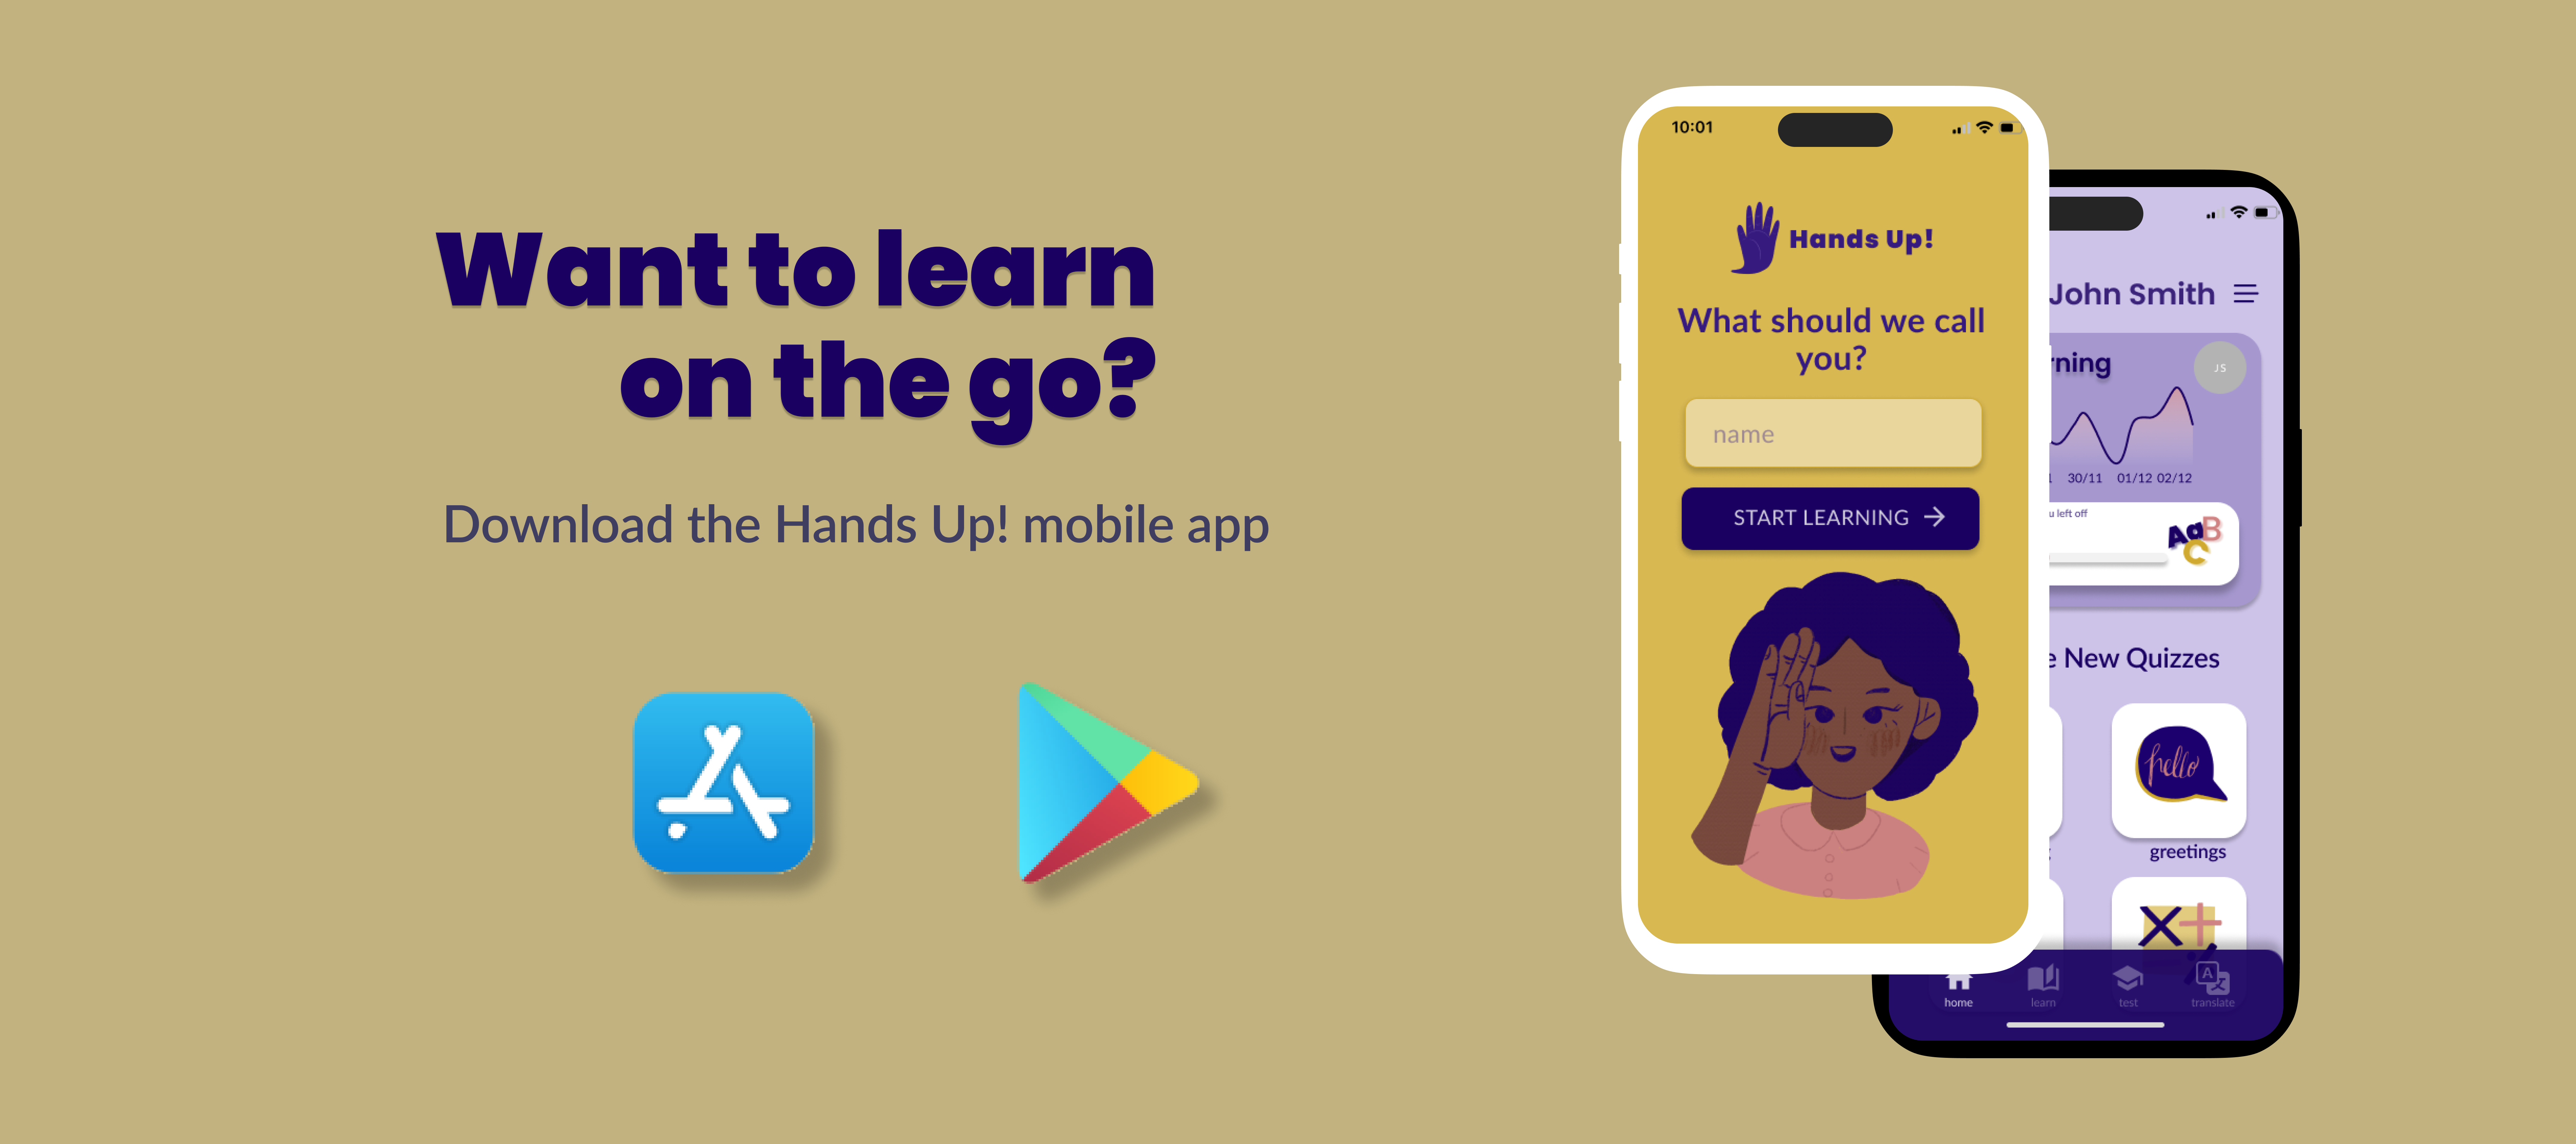 Want to learn
on the go?
Download the Hands Up! mobile app
10:01
Hands Up!
What should we call
you?
name
START LEARNING
John Smith
rning
JS
30/11 01/12 02/12
u left off
AaBC
e New Quizzes
hello
greetings
home learn test translate